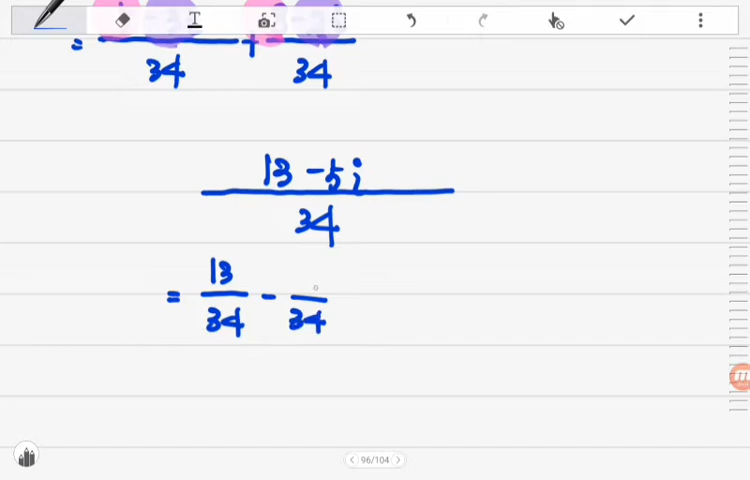 = /34 + /34
13 - 5i
34
= 13/34 - /34
96/104